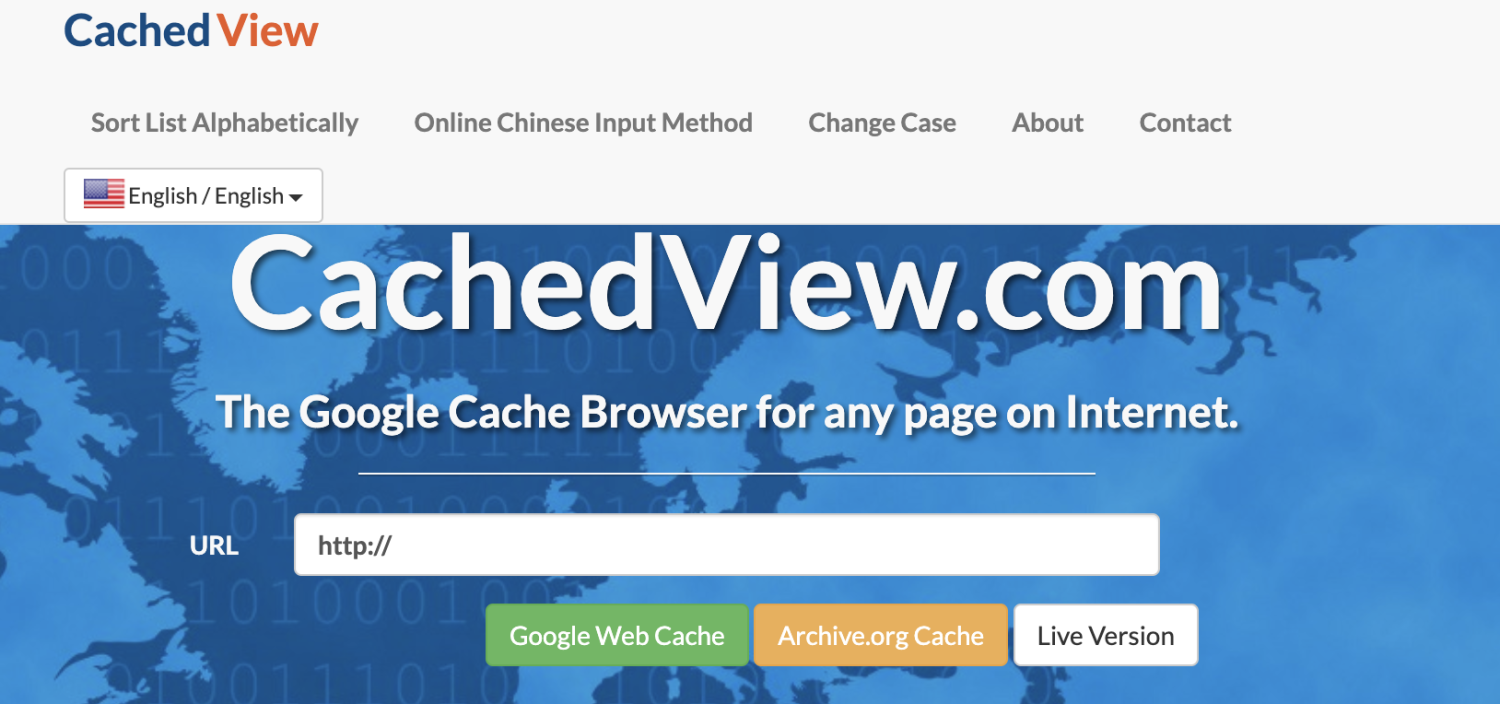 Cached View
Sort List Alphabetically Online Chinese Input Method Change Case About Contact
English / English
CachedView.com
The Google Cache Browser for any page on Internet.
URL http://
Google Web Cache Archive.org Cache Live Version